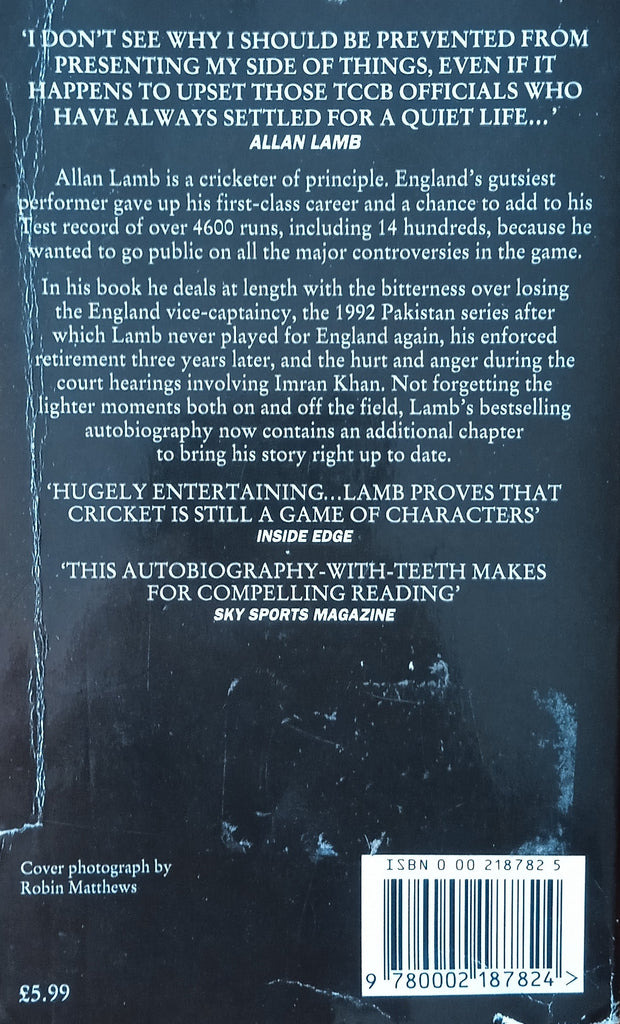 ‘I DON’T SEE WHY I SHOULD BE PREVENTED FROM
PRESENTING MY SIDE OF THINGS, EVEN IF IT
HAPPENS TO UPSET THOSE TCCB OFFICIALS WHO
HAVE ALWAYS SETTLED FOR A QUIET LIFE...’
ALLAN LAMB
Allan Lamb is a cricketer of principle. England’s gutsiest
performer gave up his first-class career and a chance to add to his
Test record of over 4600 runs, including 14 hundreds, because he
wanted to go public on all the major controversies in the game.
In his book he deals at length with the bitterness over losing
the England vice-captaincy, the 1992 Pakistan series after
which Lamb never played for England again, his enforced
retirement three years later, and the hurt and anger during the
court hearings involving Imran Khan. Not forgetting the
lighter moments both on and off the field, Lamb’s bestselling
autobiography now contains an additional chapter
to bring his story right up to date.
‘HUGELY ENTERTAINING...LAMB PROVES THAT
CRICKET IS STILL A GAME OF CHARACTERS’
INSIDE EDGE
‘THIS AUTOBIOGRAPHY-WITH-TEETH MAKES
FOR COMPELLING READING’
SKY SPORTS MAGAZINE
Cover photograph by
Robin Matthews
£5.99
ISBN 0 00 218782 5
9 780002 187824 >